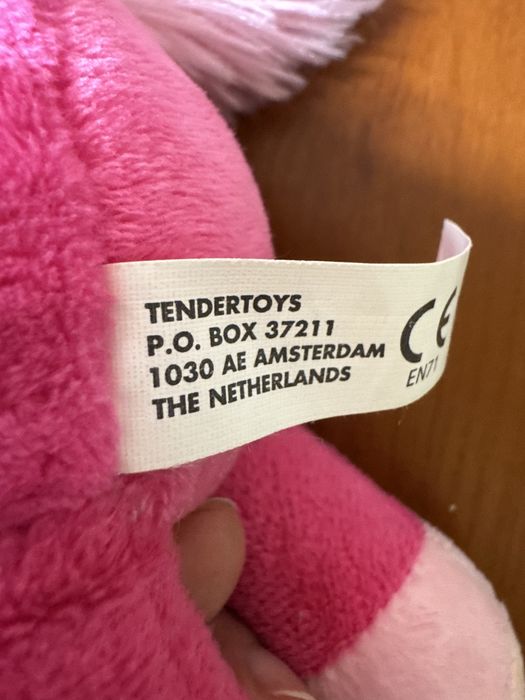 TENDERTOYS
P.O. BOX 37211
1030 AE AMSTERDAM
THE NETHERLANDS
CE
EN71